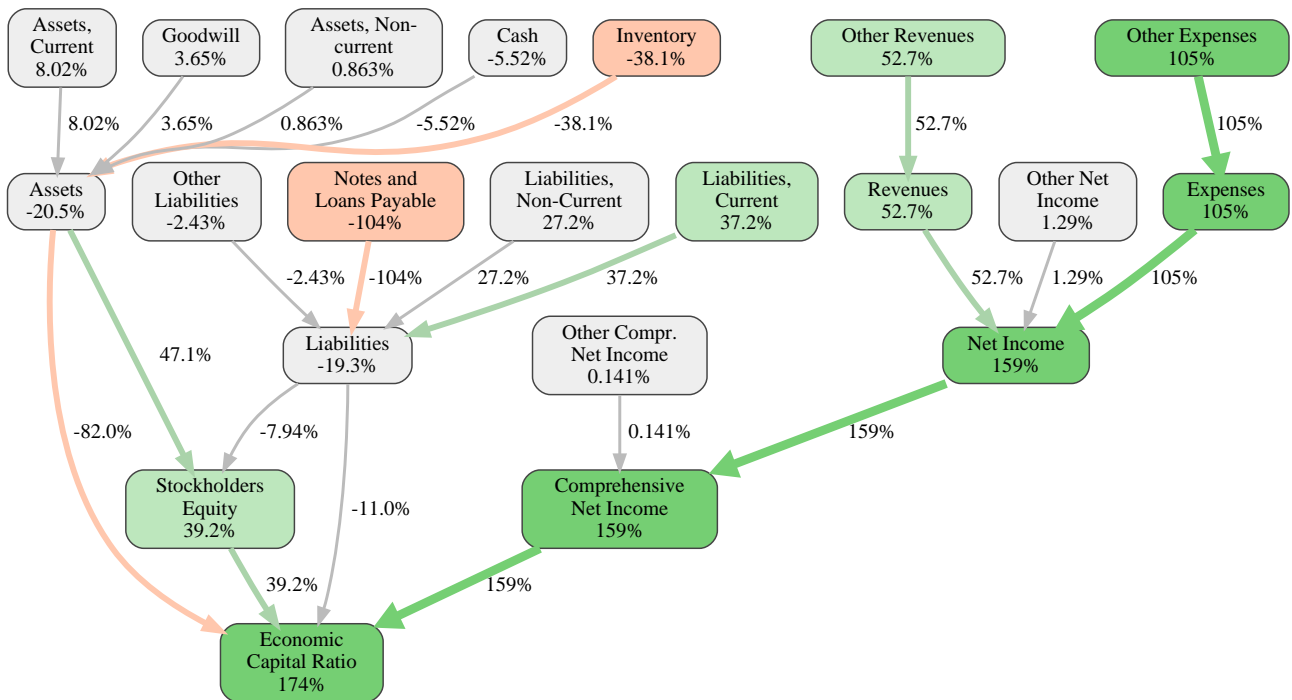 Assets,
Current
8.02%
Goodwill
3.65%
Assets, Non-
current
0.863%
Cash
-5.52%
Inventory
-38.1%
Other Revenues
52.7%
Other Expenses
105%
8.02%
3.65%
0.863%
-5.52%
-38.1%
52.7%
105%
Assets
-20.5%
Other
Liabilities
-2.43%
Notes and
Loans Payable
-104%
Liabilities,
Non-Current
27.2%
Liabilities,
Current
37.2%
Revenues
52.7%
Other Net
Income
1.29%
Expenses
105%
-2.43%
-104%
27.2%
37.2%
52.7%
1.29%
105%
47.1%
Liabilities
-19.3%
Other Compr.
Net Income
0.141%
Net Income
159%
-82.0%
-7.94%
0.141%
159%
Stockholders
Equity
39.2%
-11.0%
Comprehensive
Net Income
159%
39.2%
159%
Economic
Capital Ratio
174%